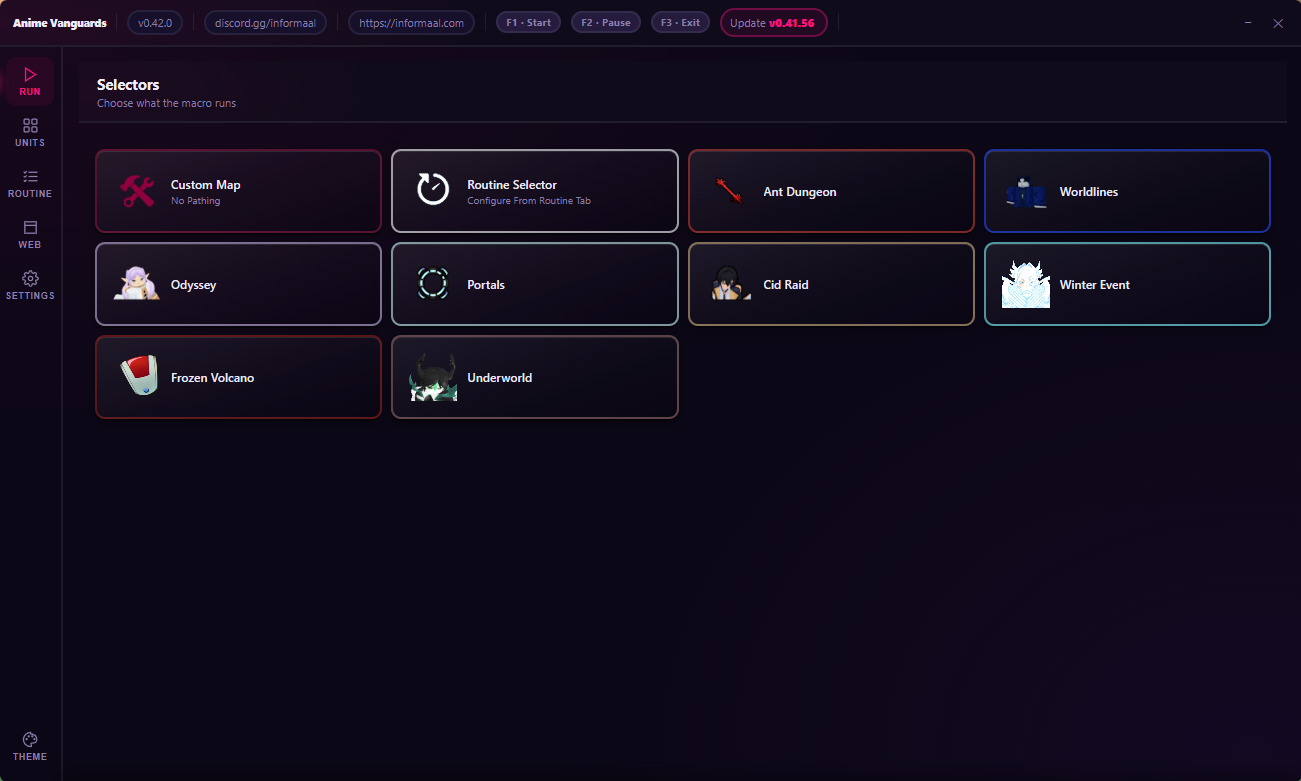 Anime Vanguards
v0.42.0
discord.gg/informaal
https://informaal.com
F1 · Start
F2 · Pause
F3 · Exit
Update v0.41.56
RUN
UNITS
ROUTINE
WEB
SETTINGS
THEME
Selectors
Choose what the macro runs
Custom Map
No Pathing
Routine Selector
Configure From Routine Tab
Ant Dungeon
Worldlines
Odyssey
Portals
Cid Raid
Winter Event
Frozen Volcano
Underworld